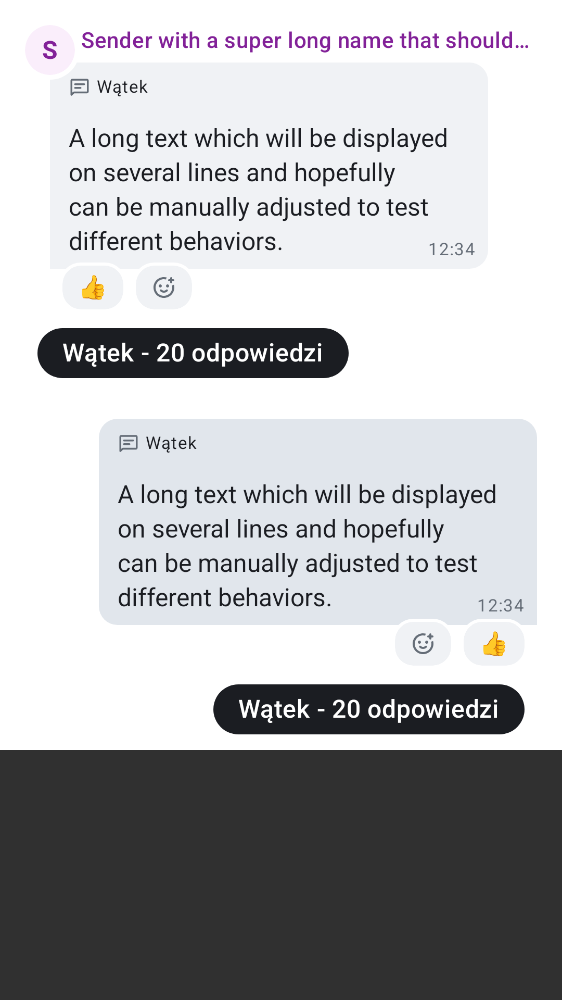 S
Sender with a super long name that should…
Wątek
A long text which will be displayed
on several lines and hopefully
can be manually adjusted to test
different behaviors.
12:34
Wątek - 20 odpowiedzi
Wątek
A long text which will be displayed
on several lines and hopefully
can be manually adjusted to test
different behaviors.
12:34
Wątek - 20 odpowiedzi